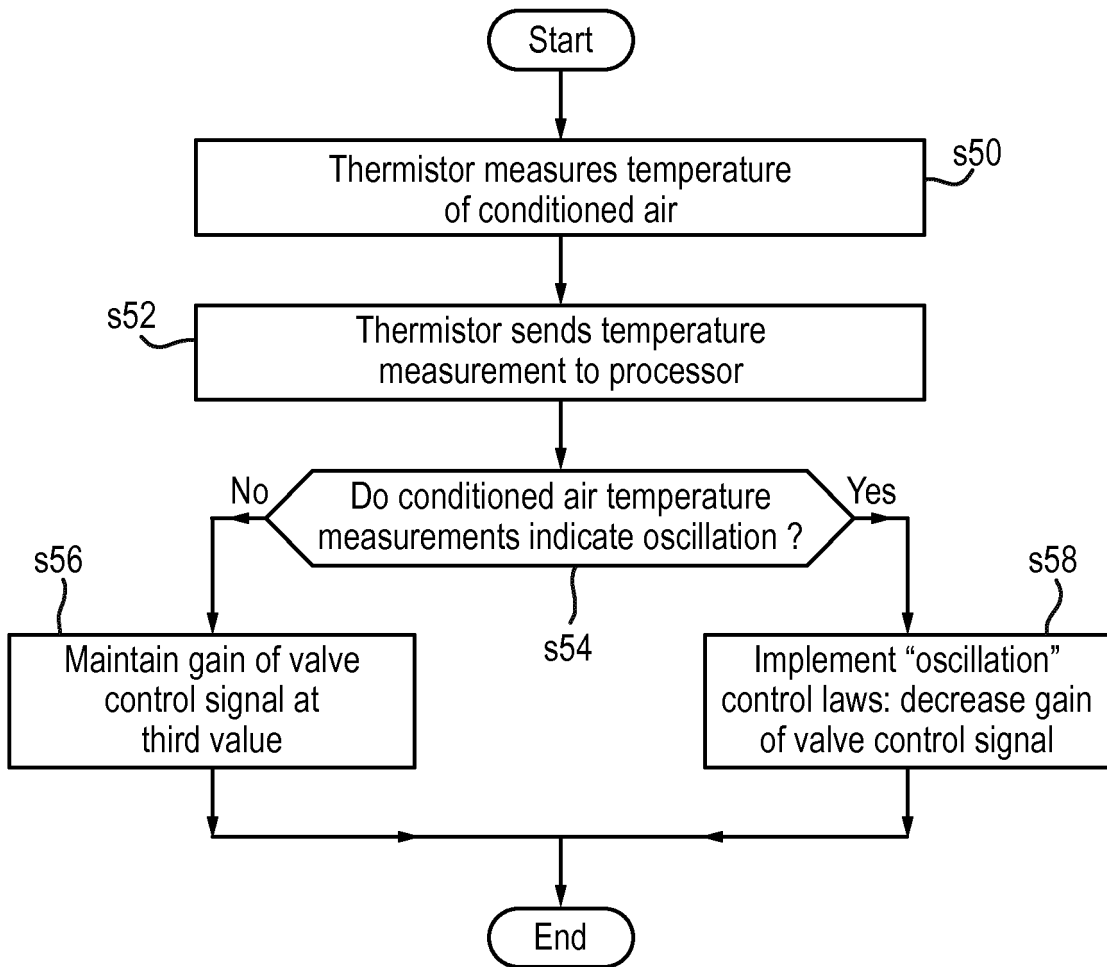 Start
Thermistor measures temperature
of conditioned air
s50
s52
Thermistor sends temperature
measurement to processor
No
Do conditioned air temperature
measurements indicate oscillation ?
Yes
s56
s54
s58
Maintain gain of valve
control signal at
third value
Implement “oscillation”
control laws: decrease gain
of valve control signal
End